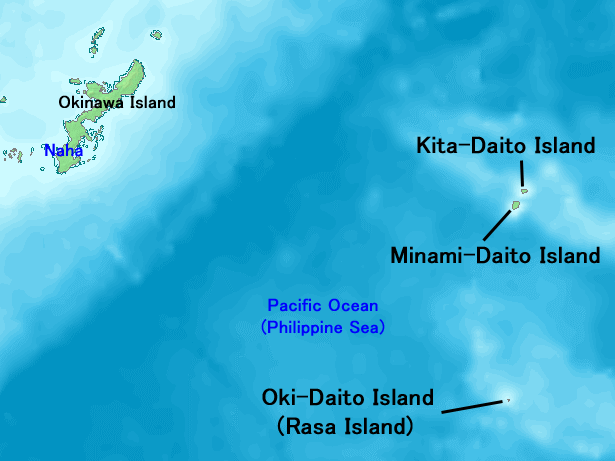 Okinawa Island
Kita-Daito Island
Naha
Minami-Daito Island
Pacific Ocean
(Philippine Sea)
Oki-Daito Island
(Rasa Island)